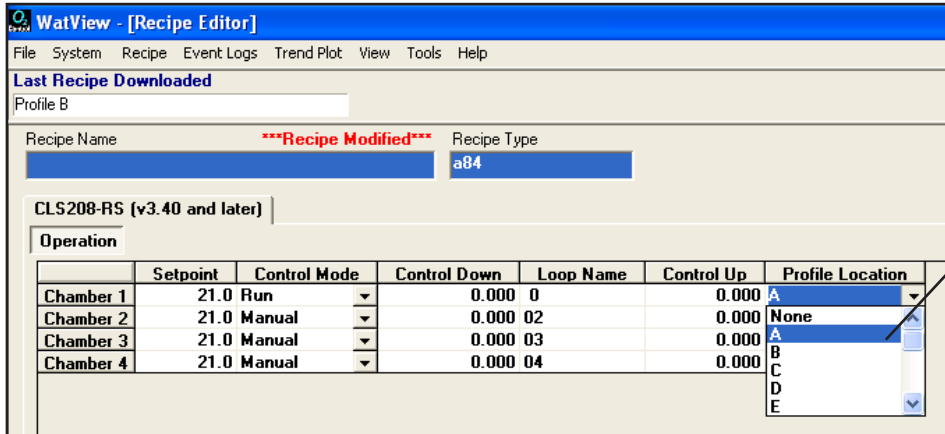 O2 Control WatView - [Recipe Editor]
File System Recipe Event Logs Trend Plot View Tools Help
Last Recipe Downloaded
Profile B
Recipe Name ***Recipe Modified*** Recipe Type
a84
CLS208-RS (v3.40 and later)
Operation
Setpoint Control Mode Control Down Loop Name Control Up Profile Location
Chamber 1 21.0 Run 0.000 0 0.000 A
Chamber 2 21.0 Manual 0.000 02 0.000 None
Chamber 3 21.0 Manual 0.000 03 0.000 A
Chamber 4 21.0 Manual 0.000 04 0.000 B
C
D
E